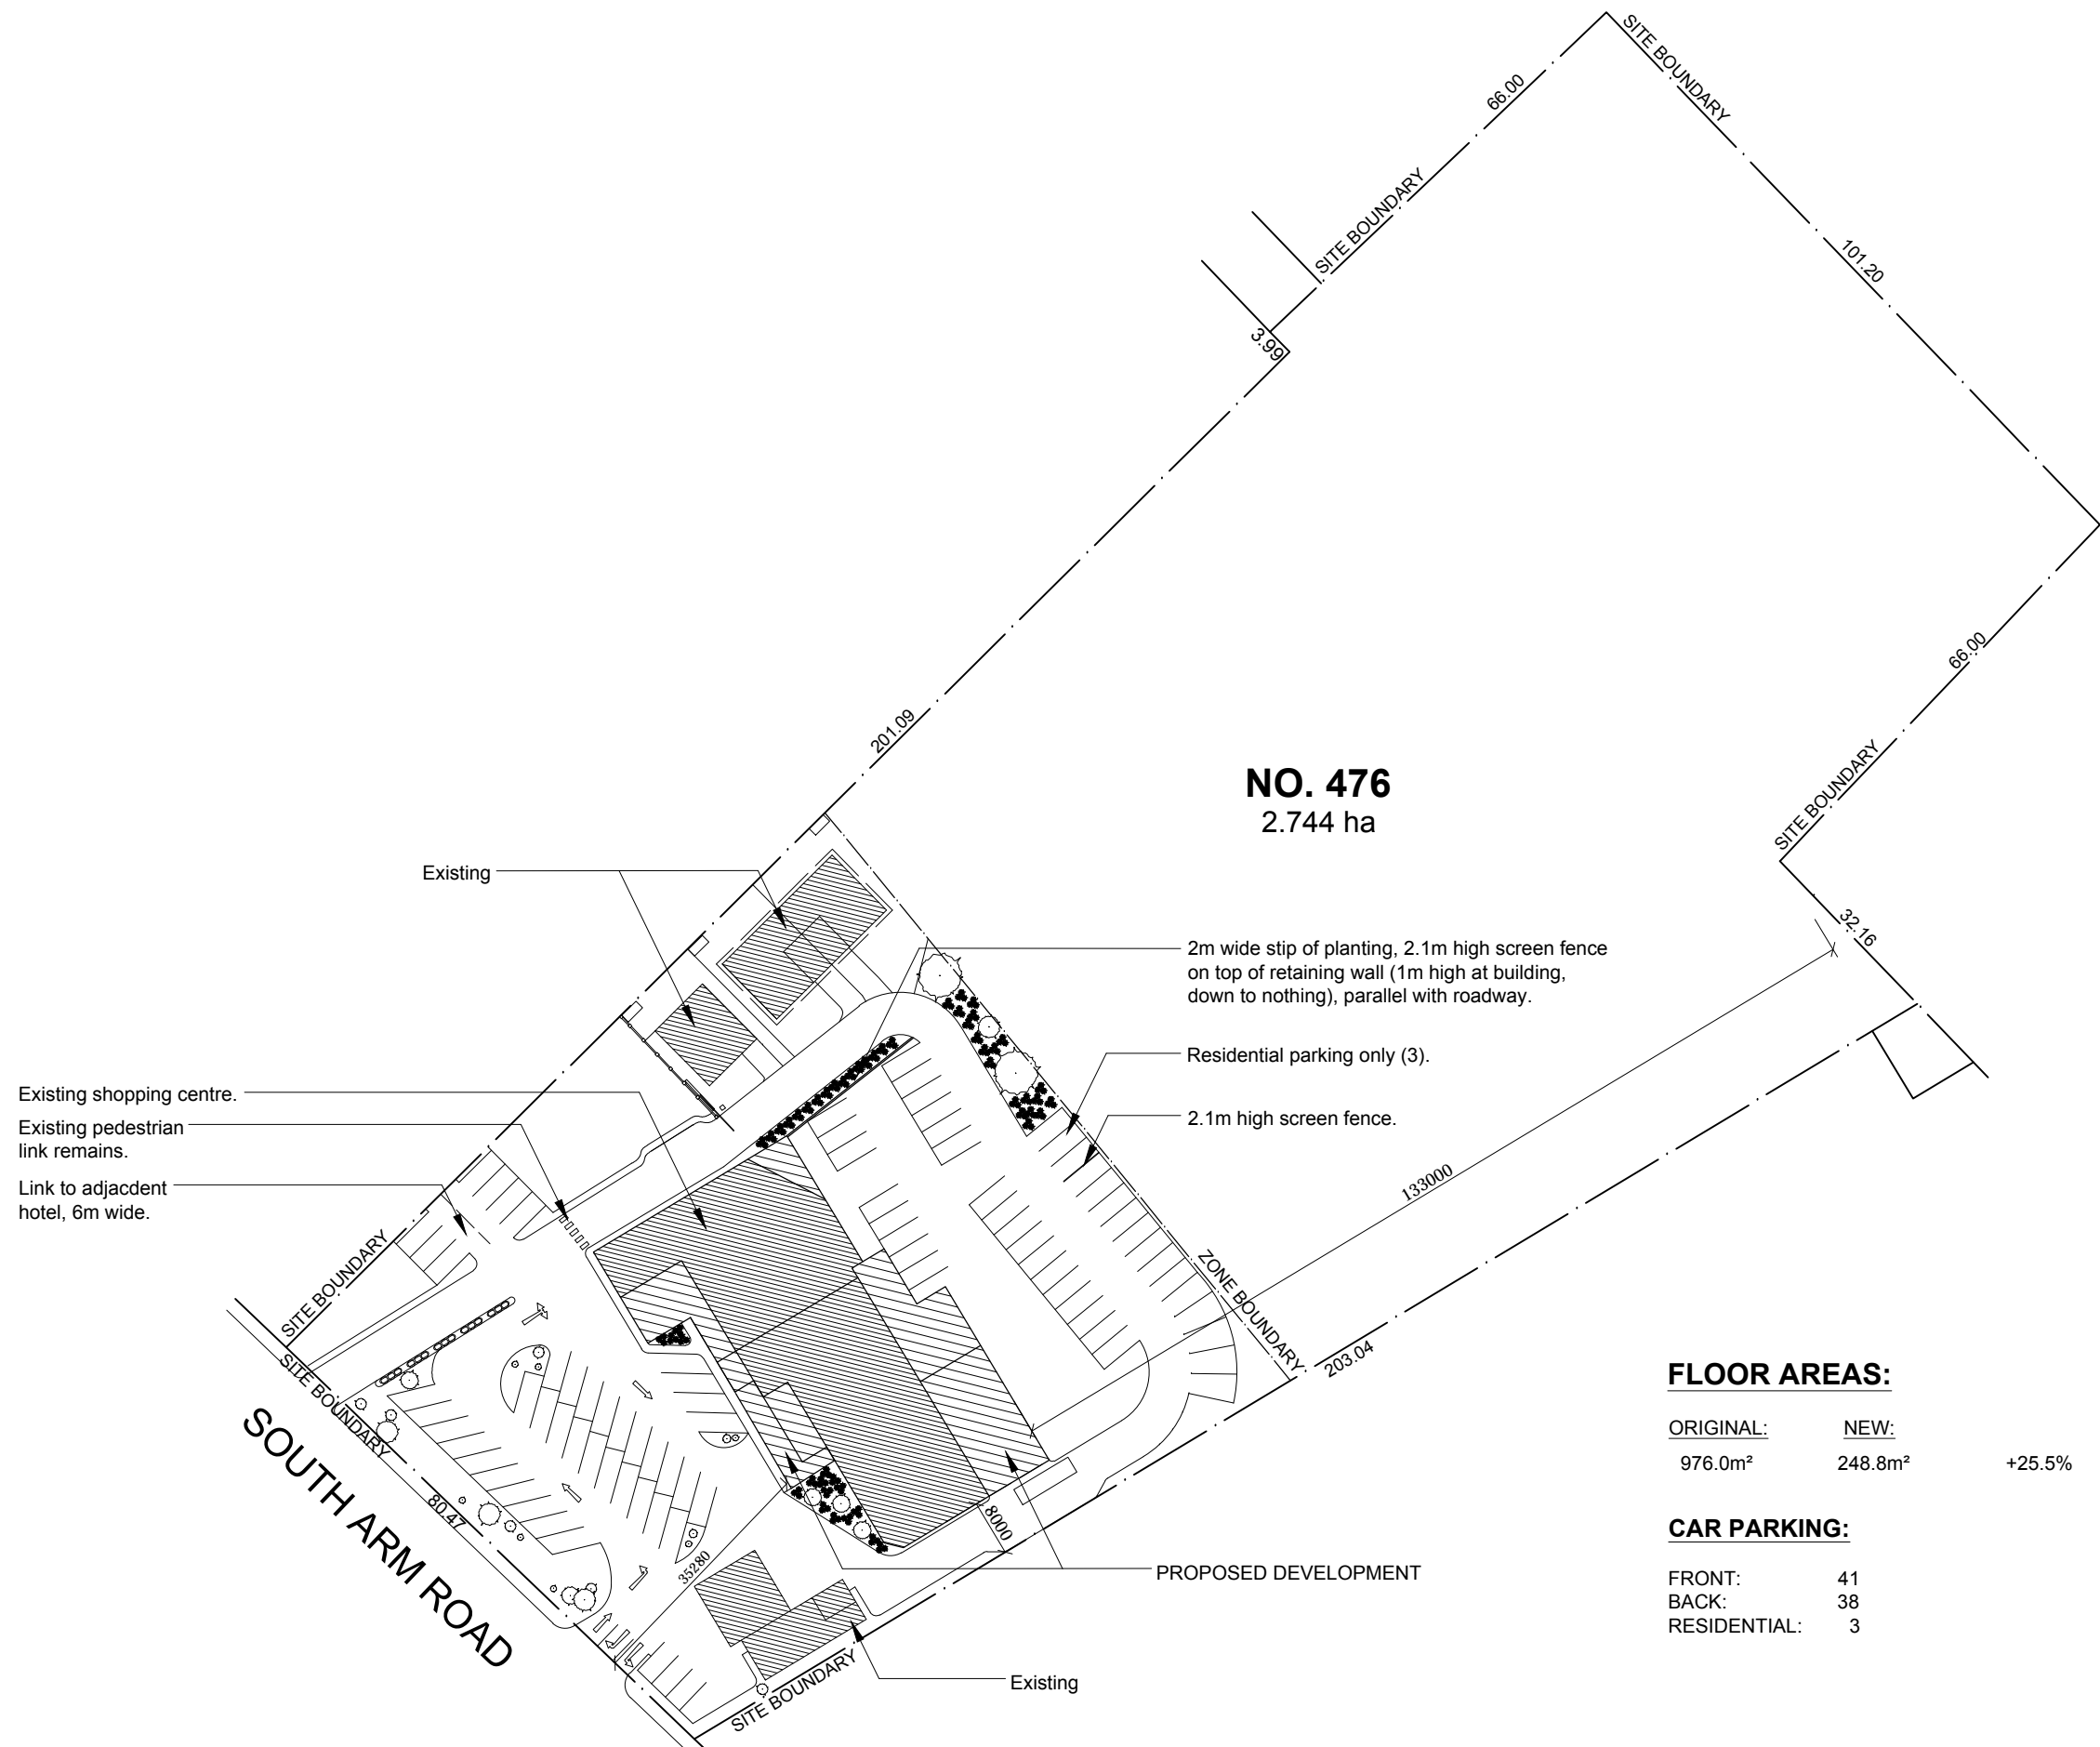 SITE BOUNDARY
66.00
SITE BOUNDARY
101.20
3.99
66.00
201.09
NO. 476
2.744 ha
SITE BOUNDARY
Existing
32.16
2m wide stip of planting, 2.1m high screen fence
on top of retaining wall (1m high at building,
down to nothing), parallel with roadway.
Residential parking only (3).
Existing shopping centre.
2.1m high screen fence.
Existing pedestrian
link remains.
133000
Link to adjacdent
hotel, 6m wide.
SITE BOUNDARY
ZONE BOUNDARY
SITE BOUNDARY
203.04
SOUTH ARM ROAD
80.47
8000
35280
PROPOSED DEVELOPMENT
SITE BOUNDARY
Existing
FLOOR AREAS:
ORIGINAL: NEW:
976.0m² 248.8m² +25.5%
CAR PARKING:
FRONT: 41
BACK: 38
RESIDENTIAL: 3